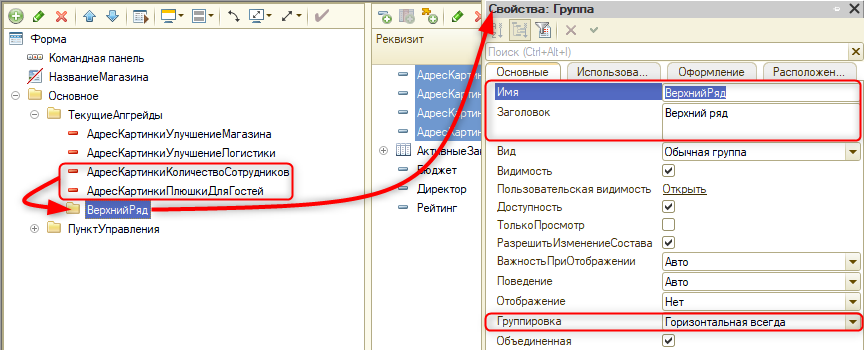 Форма
Командная панель
НазваниеМагазина
Основное
ТекущиеАпгрейды
АдресКартинкиУлучшениеМагазина
АдресКартинкиУлучшениеЛогистики
АдресКартинкиКоличествоСотрудников
АдресКартинкиПлюшкиДляГостей
ВерхнийРяд
ПунктУправления
Реквизит
АдресКартин
АдресКартин
АдресКартин
АдресКартин
АктивныеЗа
Бюджет
Директор
Рейтинг
Свойства: Группа
Поиск (Ctrl+Alt+I)
Основные Использова... Оформление Расположен...
Имя ВерхнийРяд
Заголовок Верхний ряд
Вид Обычная группа
Видимость
Пользовательская видимость Открыть
Доступность
ТолькоПросмотр
РазрешитьИзменениеСостава
ВажностьПриОтображении Авто
Поведение Авто
Отображение Нет
Группировка Горизонтальная всегда
Объединенная